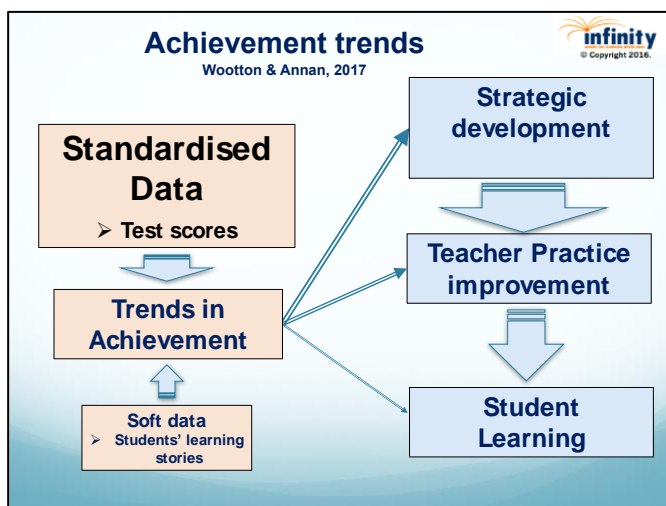 Achievement trends
Wootton & Annan, 2017
infinity
© Copyright 2016.
Standardised
Data
➢ Test scores
Trends in
Achievement
Soft data
➢ Students' learning
stories
Strategic
development
Teacher Practice
improvement
Student
Learning